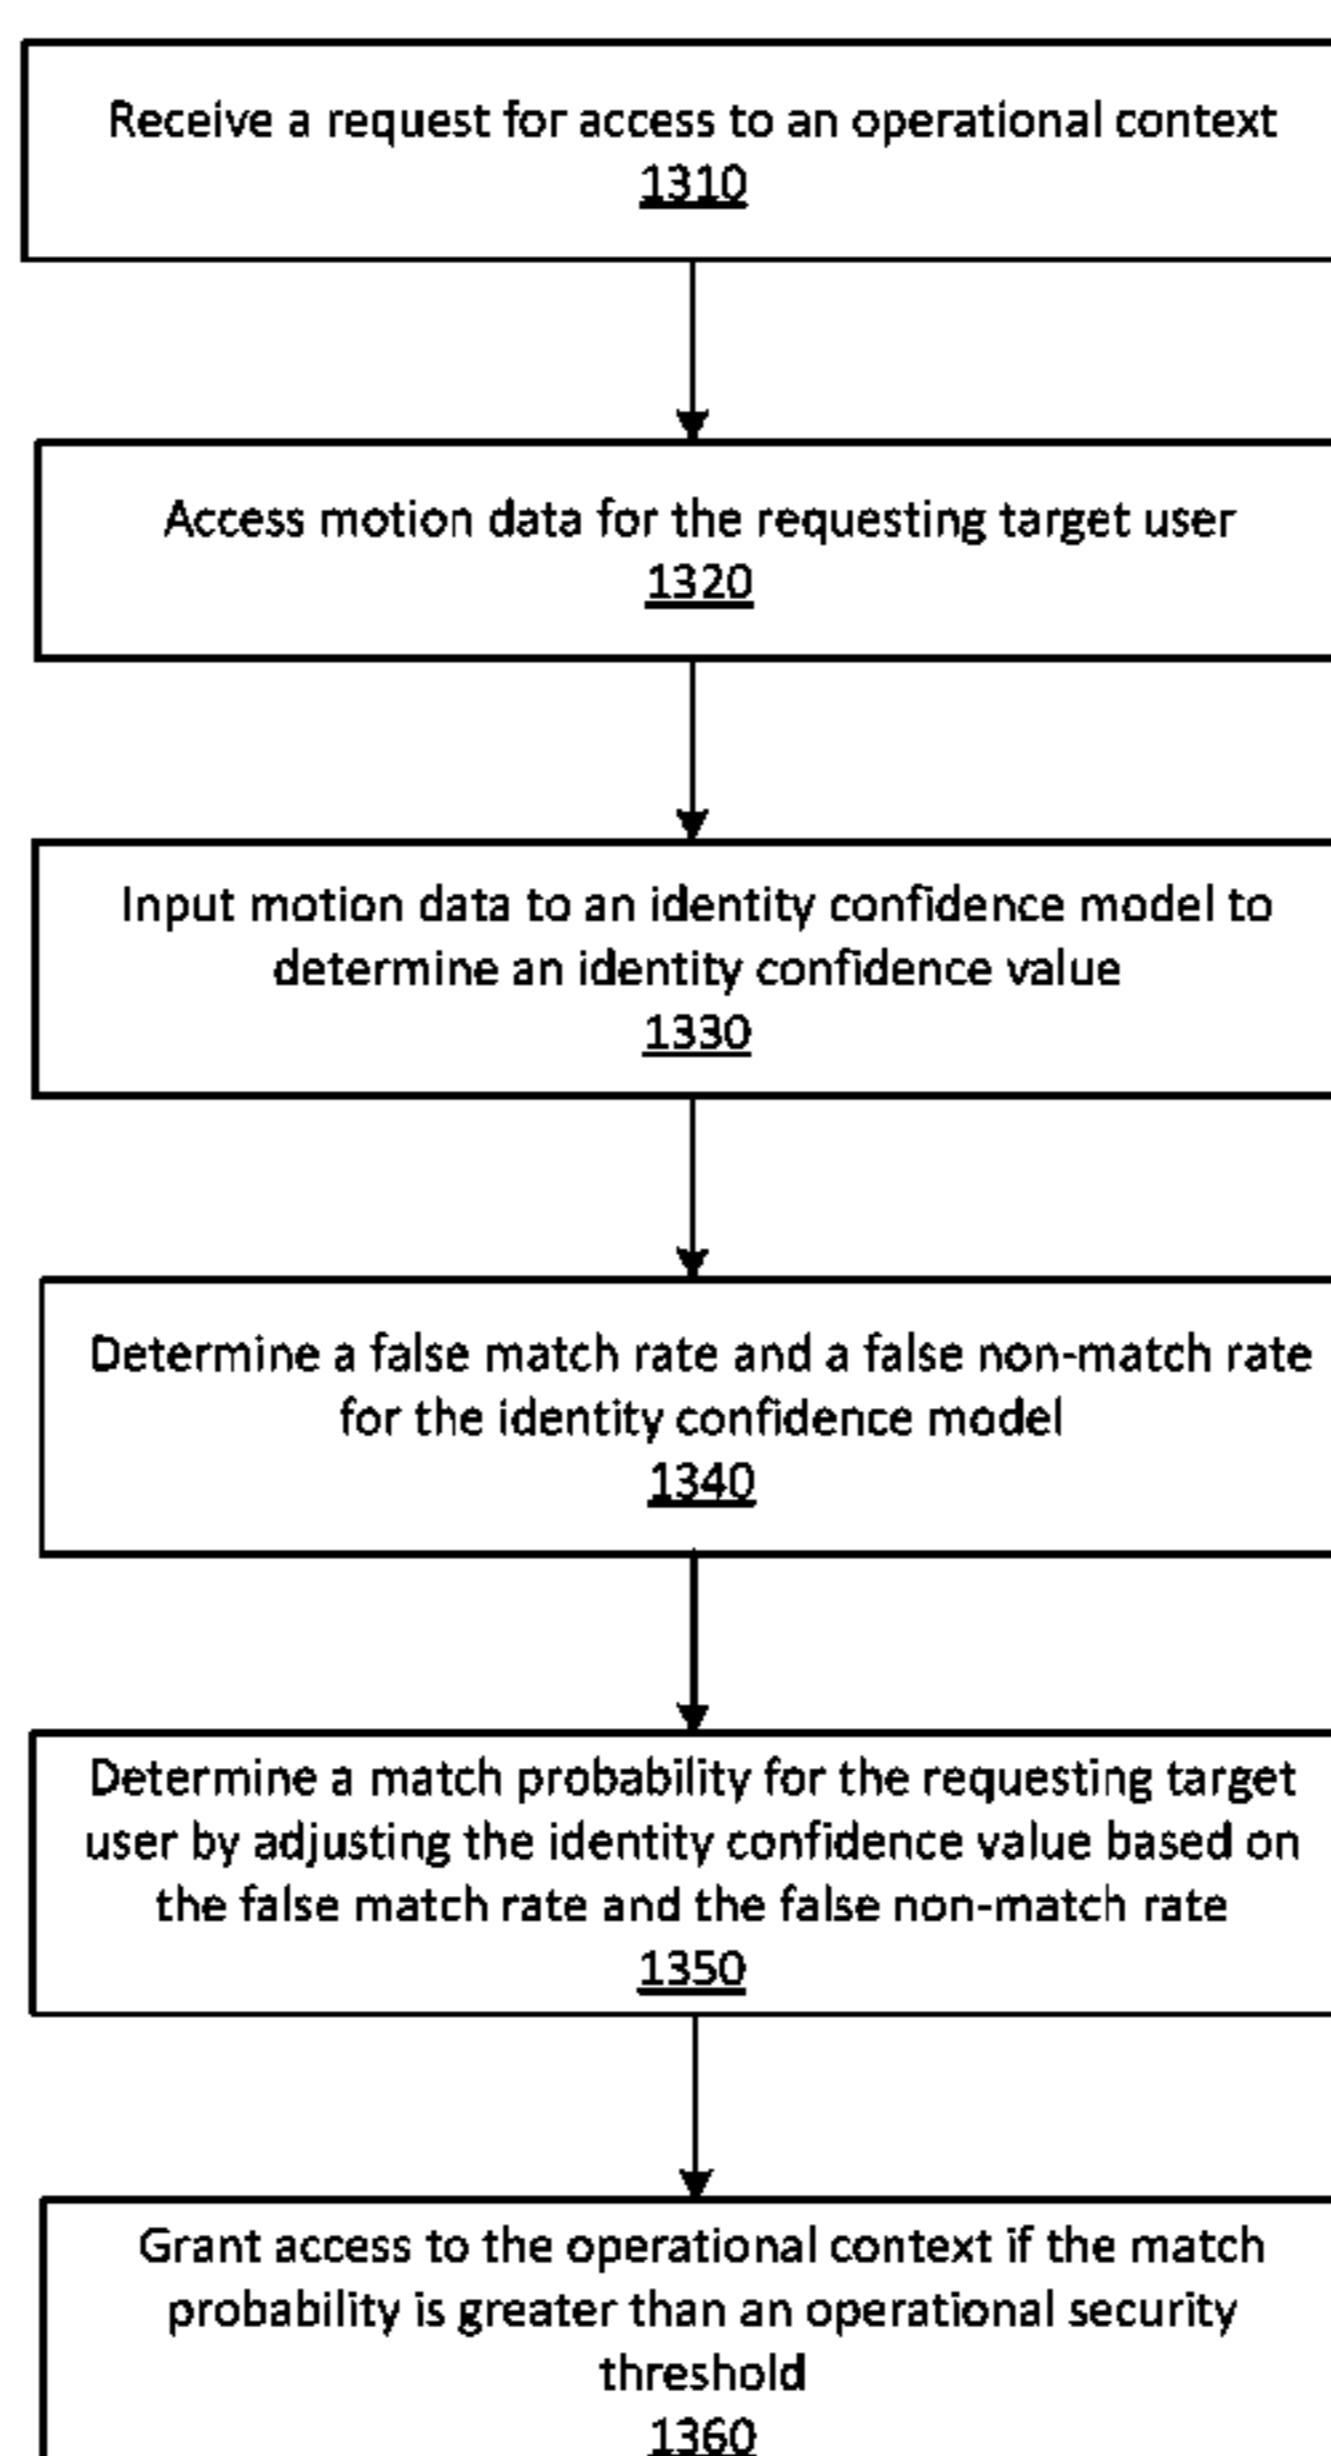 Receive a request for access to an operational context
1310
Access motion data for the requesting target user
1320
Input motion data to an identity confidence model to
determine an identity confidence value
1330
Determine a false match rate and a false non-match rate
for the identity confidence model
1340
Determine a match probability for the requesting target
user by adjusting the identity confidence value based on
the false match rate and the false non-match rate
1350
Grant access to the operational context if the match
probability is greater than an operational security
threshold
1360